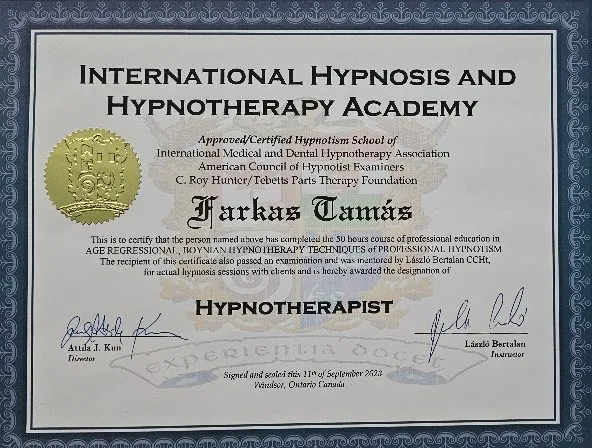 INTERNATIONAL HYPNOSIS AND
HYPNOTHERAPY ACADEMY
Approved/Certified Hypnotism School of
International Medical and Dental Hypnotherapy Association
American Council of Hypnotist Examiners
C. Roy Hunter/Tebbetts Parts Therapy Foundation
Farkas Tamás
This is to certify that the person named above has completed the 50 hours course of professional education in
AGE REGRESSIONAL, BOYNIAN HYPNOTHERAPY TECHNIQUES of PROFESSIONAL HYPNOTISM
The recipient of this certificate also passed an examination and was mentored by László Bertalan CCHt,
for actual hypnosis sessions with clients and is hereby awarded the designation of
HYPNOTHERAPIST
Attila J. Kun
Director
László Bertalan
Instructor
EXPERIENTIA DOCET
Signed and sealed this 11th of September 2023
Windsor, Ontario Canada